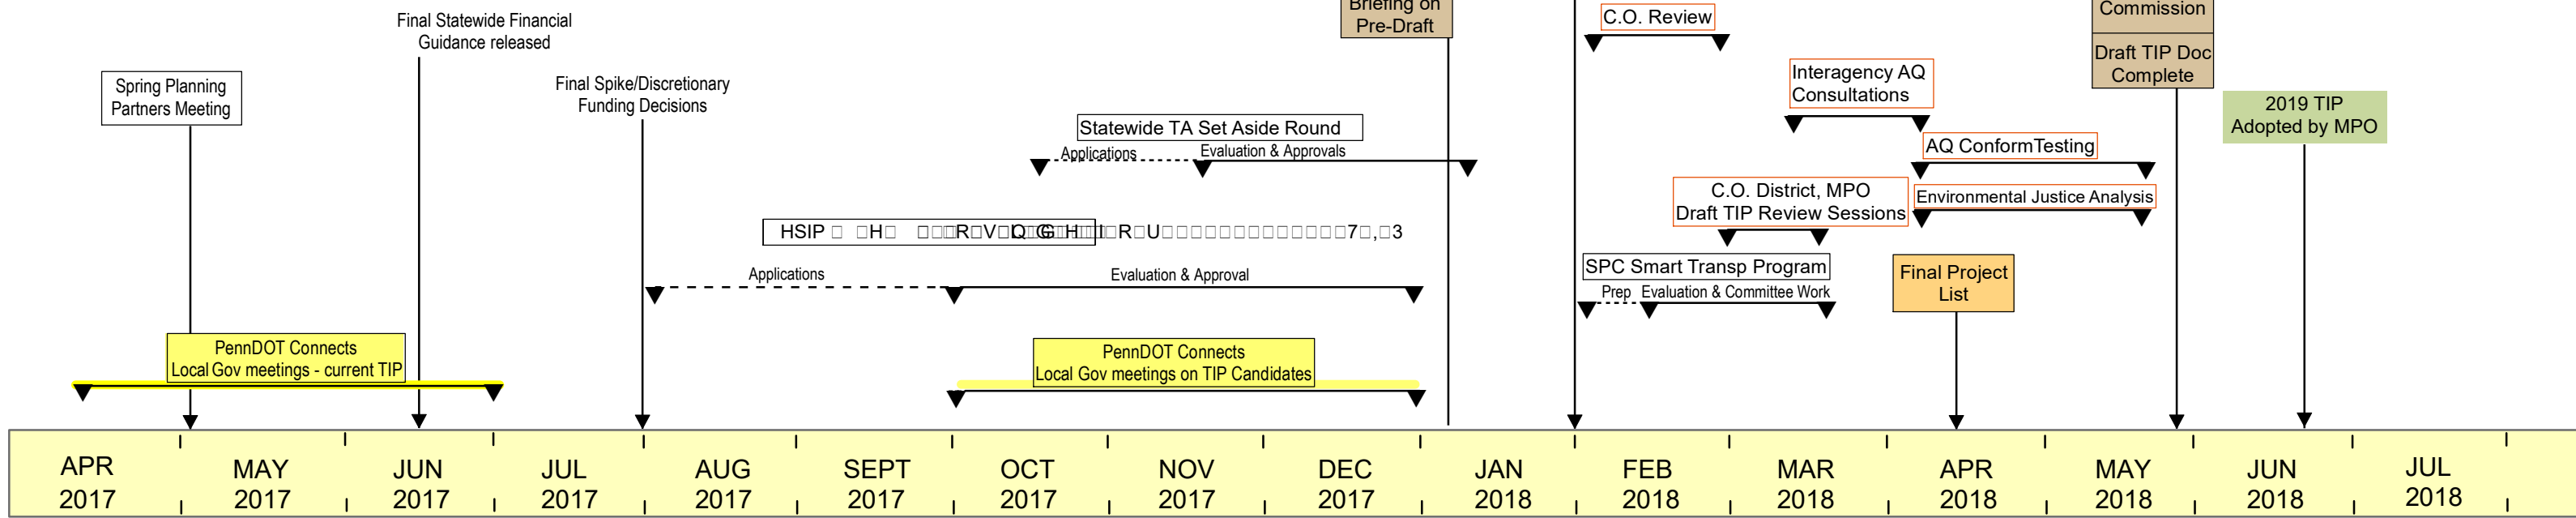 Final Statewide Financial
Guidance released
Spring Planning
Partners Meeting
Final Spike/Discretionary
Funding Decisions
Briefing on
Pre-Draft
C.O. Review
Commission
Draft TIP Doc
Complete
Interagency AQ
Consultations
2019 TIP
Adopted by MPO
Statewide TA Set Aside Round
Applications
Evaluation & Approvals
AQ ConformTesting
C.O. District, MPO
Draft TIP Review Sessions
Environmental Justice Analysis
HSIP
Applications
Evaluation & Approval
SPC Smart Transp Program
Prep
Evaluation & Committee Work
Final Project
List
PennDOT Connects
Local Gov meetings - current TIP
PennDOT Connects
Local Gov meetings on TIP Candidates
APR
2017
MAY
2017
JUN
2017
JUL
2017
AUG
2017
SEPT
2017
OCT
2017
NOV
2017
DEC
2017
JAN
2018
FEB
2018
MAR
2018
APR
2018
MAY
2018
JUN
2018
JUL
2018